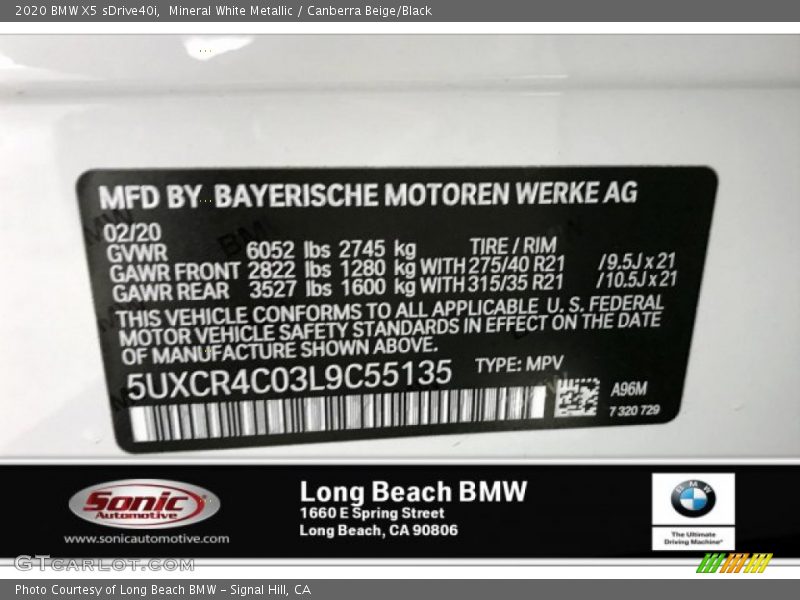 2020 BMW X5 sDrive40i,  Mineral White Metallic / Canberra Beige/Black
MFD BY BAYERISCHE MOTOREN WERKE AG
02/20
GVWR 6052 lbs 2745 kg TIRE / RIM
GAWR FRONT 2822 lbs 1280 kg WITH 275/40 R21 /9.5J x 21
GAWR REAR 3527 lbs 1600 kg WITH 315/35 R21 /10.5J x 21
THIS VEHICLE CONFORMS TO ALL APPLICABLE U. S. FEDERAL
MOTOR VEHICLE SAFETY STANDARDS IN EFFECT ON THE DATE
OF MANUFACTURE SHOWN ABOVE.
5UXCR4C03L9C55135 TYPE: MPV
A96M
7 320 729
Sonic
Automotive
www.sonicautomotive.com
Long Beach BMW
1660 E Spring Street
Long Beach, CA 90806
BMW
The Ultimate
Driving Machine®
GTcarlot.com
Photo Courtesy of Long Beach BMW - Signal Hill, CA